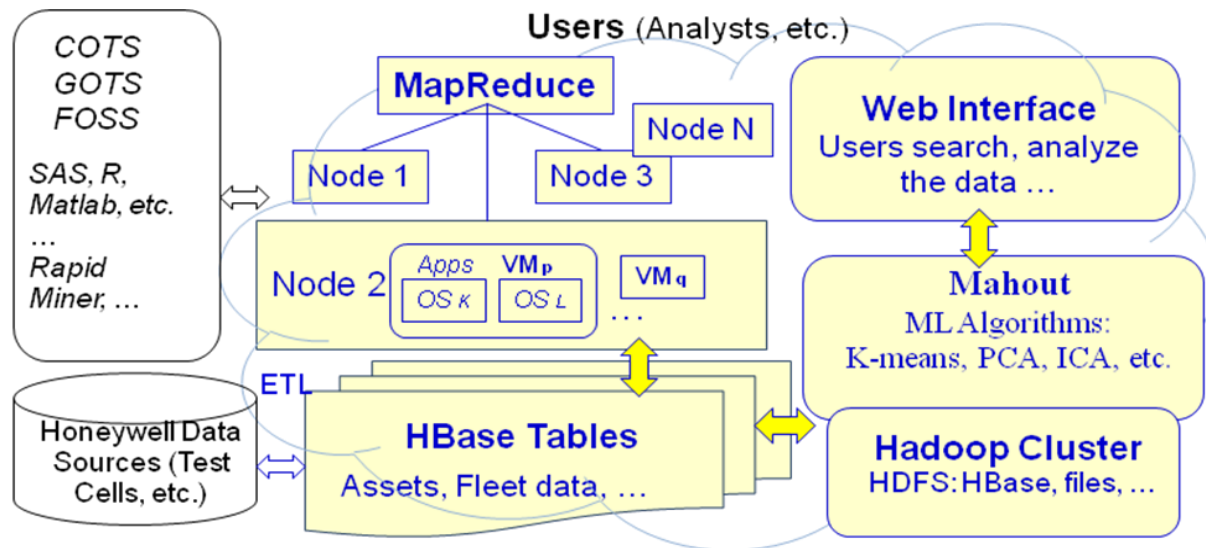 Users (Analysts, etc.)
COTS
GOTS
FOSS
SAS, R,
Matlab, etc.
...
Rapid
Miner, ...
MapReduce
Node 1
Node 3
Node N
Node 2
Apps VMp
OS K OS L
...
VMq
Web Interface
Users search, analyze
the data ...
Mahout
ML Algorithms:
K-means, PCA, ICA, etc.
ETL
Honeywell Data
Sources (Test
Cells, etc.)
HBase Tables
Assets, Fleet data, ...
Hadoop Cluster
HDFS:HBase, files, ...